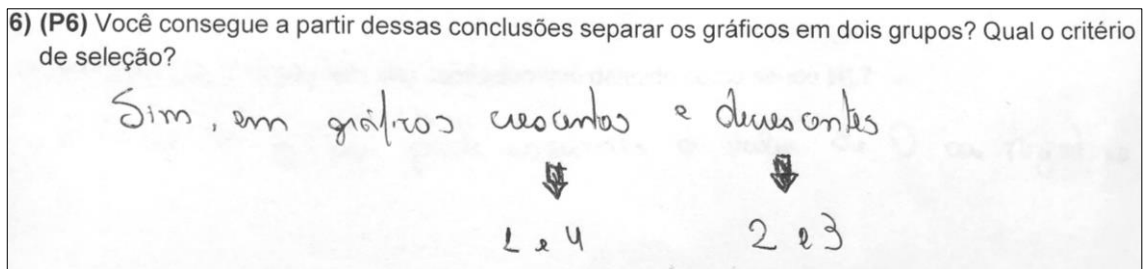 6) (P6) Você consegue a partir dessas conclusões separar os gráficos em dois grupos? Qual o critério
de seleção?
Sim, em gráficos crescentes e decrescentes
1 e 4 2 e 3